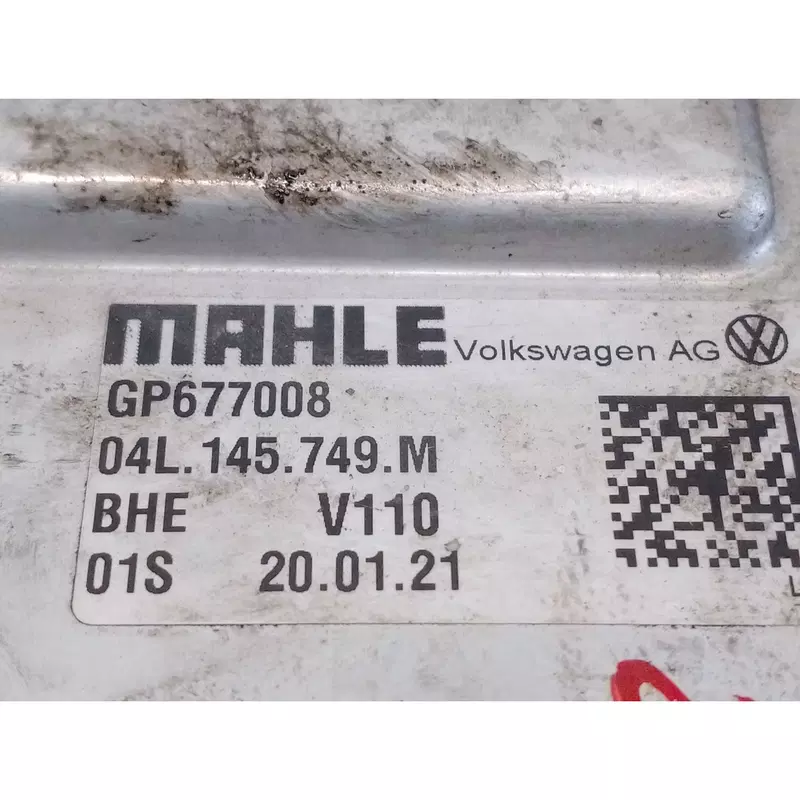 MAHLE Volkswagen AG
GP677008
04L.145.749.M
BHE V110
01S 20.01.21